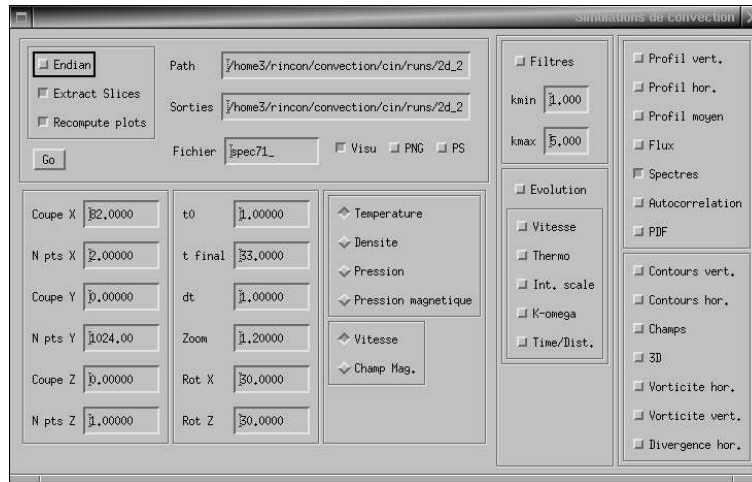 Simulations de convection
Endian
Extract Slices
Recompute plots
Go
Path /home3/rincon/convection/cin/runs/2d_2
Sorties /home3/rincon/convection/cin/runs/2d_2
Fichier spec71_ Visu PNG PS
Coupe X 82.0000
N pts X 2.00000
Coupe Y 0.00000
N pts Y 1024.00
Coupe Z 0.00000
N pts Z 1.00000
t0 1.00000
t final 33.0000
dt 1.00000
Zoom 1.20000
Rot X 30.0000
Rot Z 30.0000
Temperature
Densite
Pression
Pression magnetique
Vitesse
Champ Mag.
Filtres
kmin 1.000
kmax 5.000
Evolution
Vitesse
Thermo
Int. scale
K-omega
Time/Dist.
Profil vert.
Profil hor.
Profil moyen
Flux
Spectres
Autocorrelation
PDF
Contours vert.
Contours hor.
Champs
3D
Vorticite hor.
Vorticite vert.
Divergence hor.